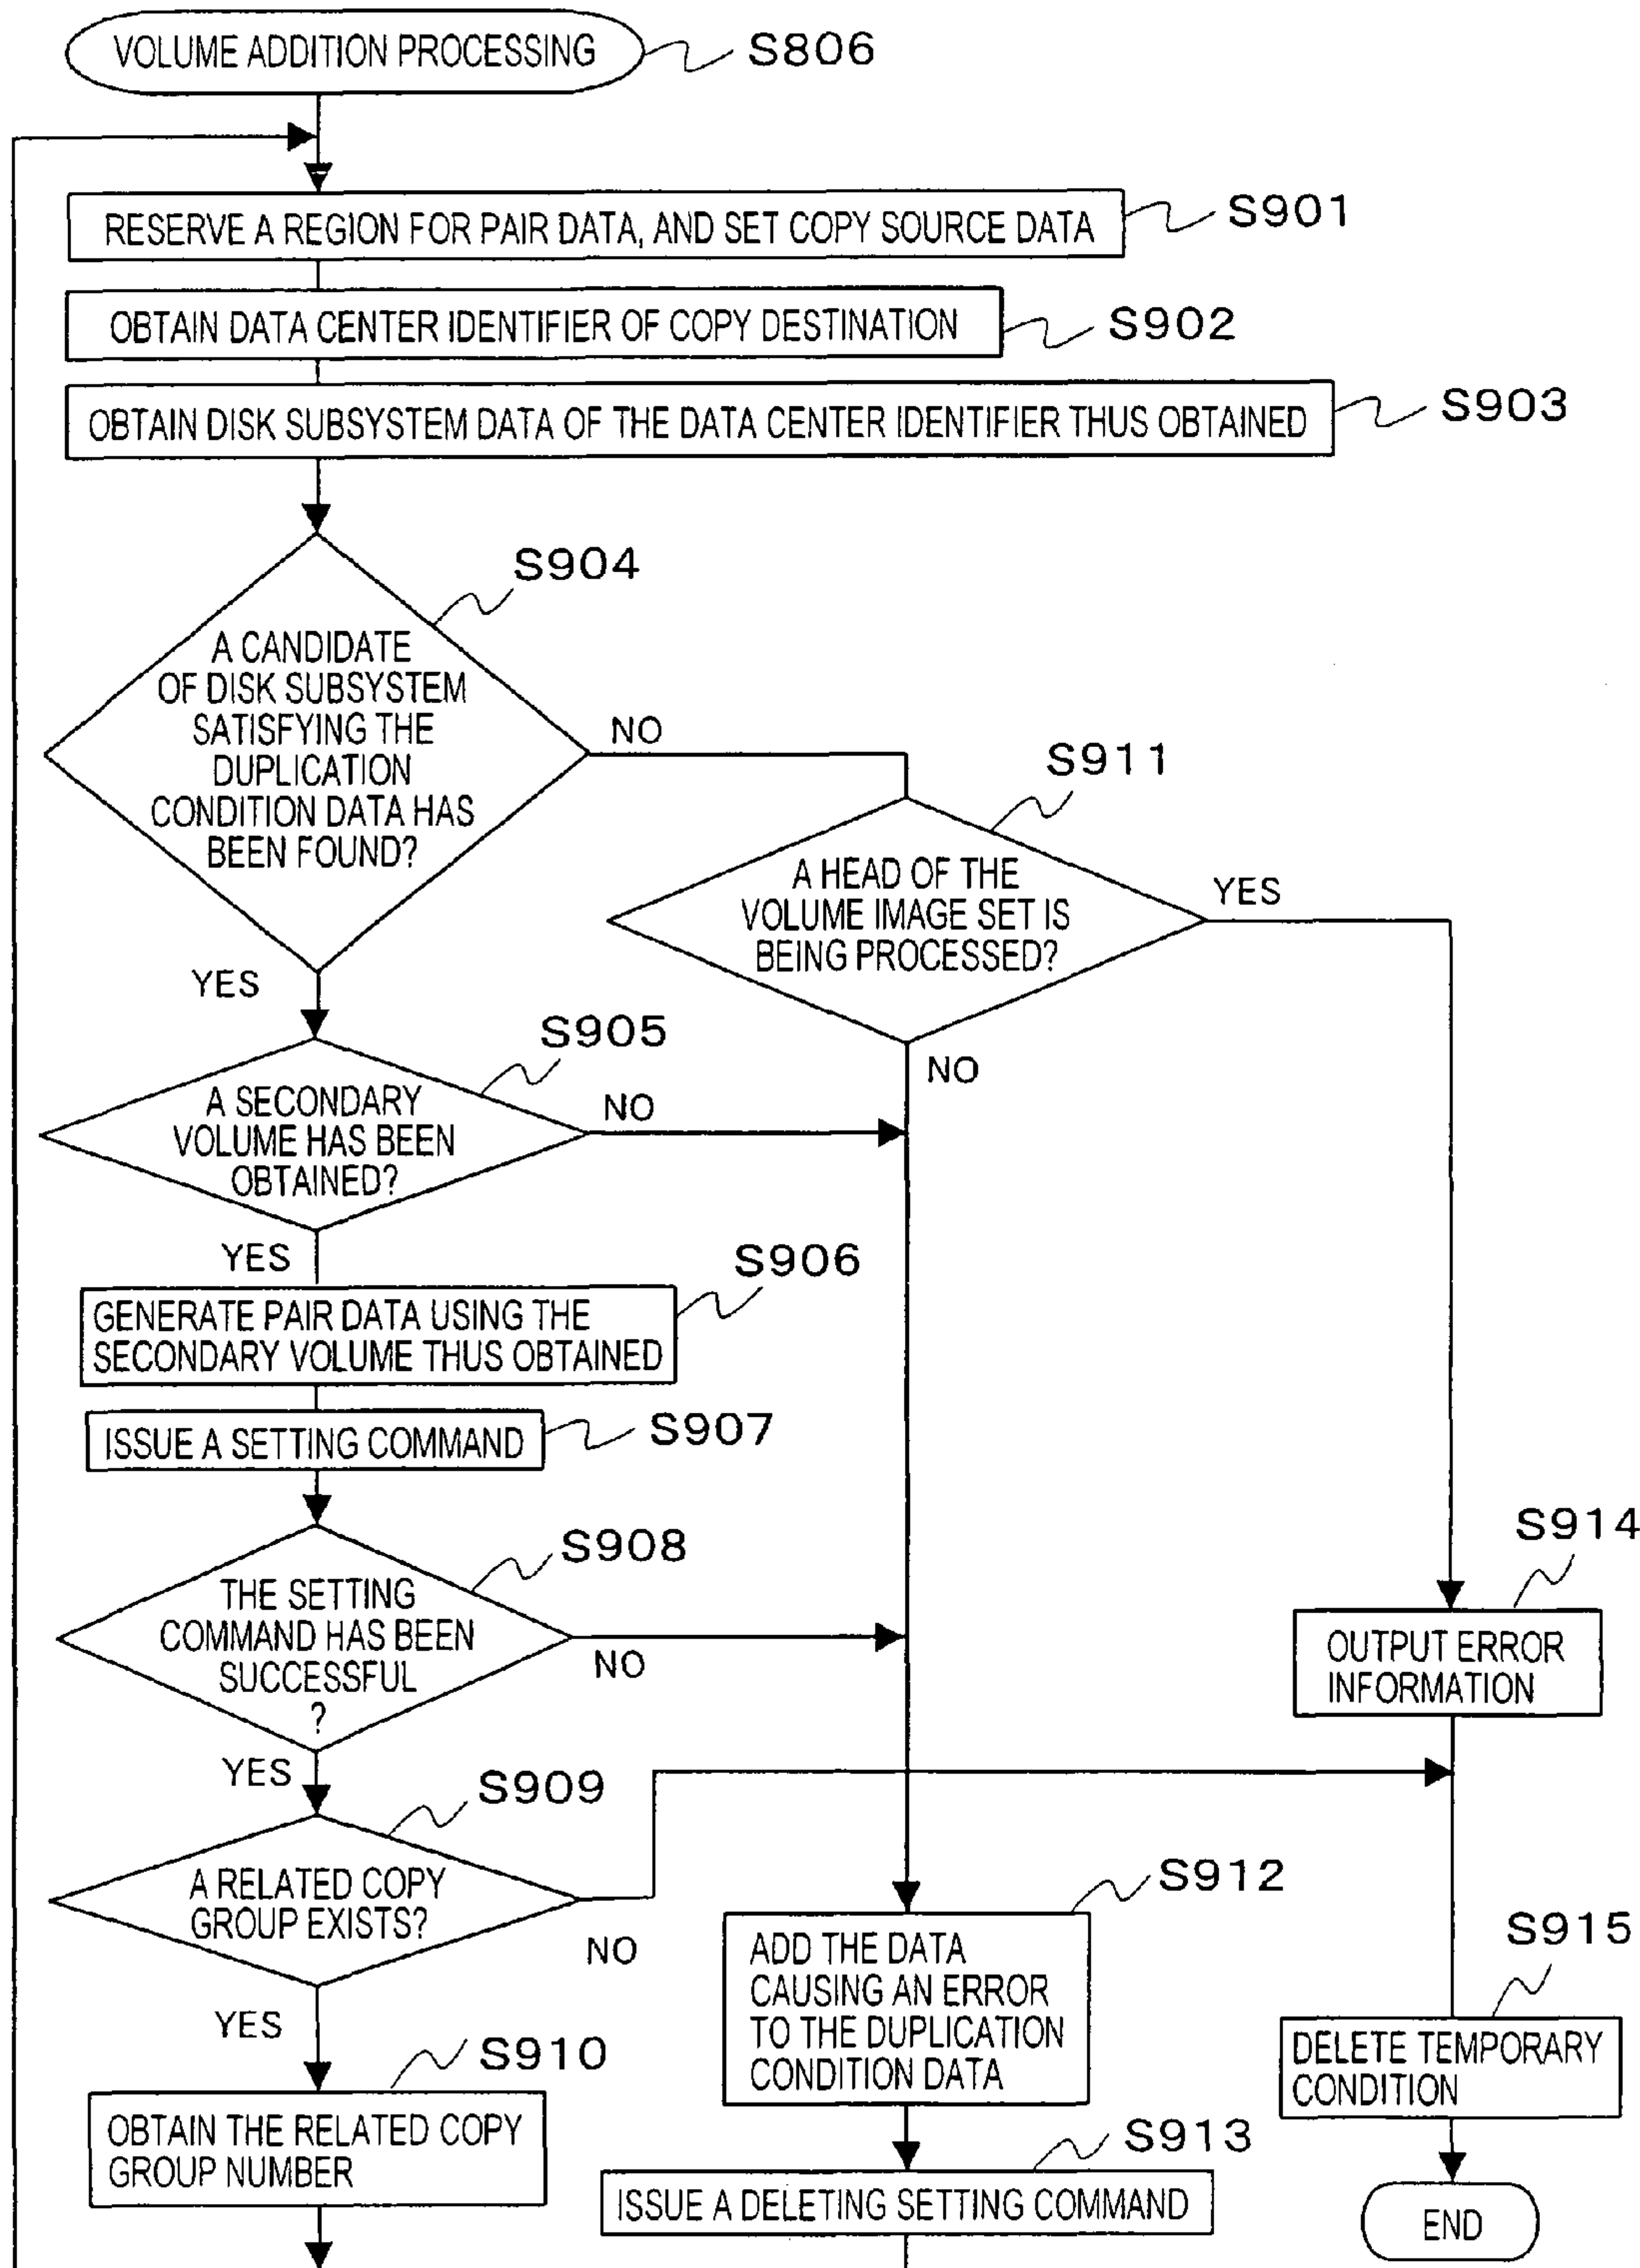 VOLUME ADDITION PROCESSING
S806
RESERVE A REGION FOR PAIR DATA, AND SET COPY SOURCE DATA
S901
OBTAIN DATA CENTER IDENTIFIER OF COPY DESTINATION
S902
OBTAIN DISK SUBSYSTEM DATA OF THE DATA CENTER IDENTIFIER THUS OBTAINED
S903
S904
A CANDIDATE
OF DISK SUBSYSTEM
SATISFYING THE
DUPLICATION
CONDITION DATA HAS
BEEN FOUND?
NO
YES
S911
A HEAD OF THE
VOLUME IMAGE SET IS
BEING PROCESSED?
YES
NO
S905
A SECONDARY
VOLUME HAS BEEN
OBTAINED?
NO
YES
S906
GENERATE PAIR DATA USING THE
SECONDARY VOLUME THUS OBTAINED
ISSUE A SETTING COMMAND
S907
S908
THE SETTING
COMMAND HAS BEEN
SUCCESSFUL
?
NO
YES
S914
OUTPUT ERROR
INFORMATION
S909
A RELATED COPY
GROUP EXISTS?
NO
YES
S912
ADD THE DATA
CAUSING AN ERROR
TO THE DUPLICATION
CONDITION DATA
S915
DELETE TEMPORARY
CONDITION
S910
OBTAIN THE RELATED COPY
GROUP NUMBER
S913
ISSUE A DELETING SETTING COMMAND
END